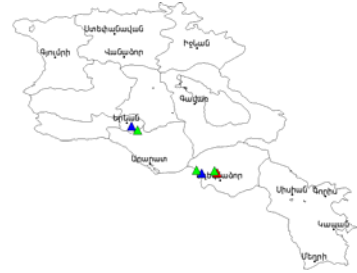 Ստեփանավան
Գյումրի
Վանաձոր
Իջևան
Գավառ
Երևան
Արարատ
Սիսիան
Գորիս
Կապան
Մեղրի